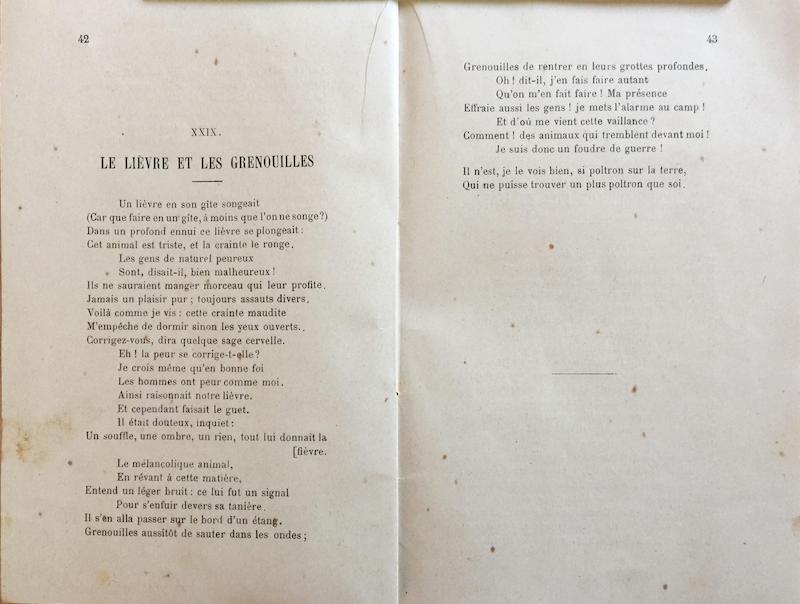 42
XXIX.
LE LIÈVRE ET LES GRENOUILLES
Un lièvre en son gîte songeait
(Car que faire en un gîte, à moins que l'on ne songe?)
Dans un profond ennui ce lièvre se plongeait :
Cet animal est triste, et la crainte le ronge.
Les gens de naturel peureux
Sont, disait-il, bien malheureux !
Ils ne sauraient manger morceau qui leur profite.
Jamais un plaisir pur ; toujours assauts divers.
Voilà comme je vis : cette crainte maudite
M'empêche de dormir sinon les yeux ouverts..
Corrigez-vous, dira quelque sage cervelle.
Eh ! la peur se corrige-t-elle ?
Je crois même qu'en bonne foi
Les hommes ont peur comme moi.
Ainsi raisonnait notre lièvre.
Et cependant faisait le guet.
Il était douteux, inquiet :
Un souffle, une ombre, un rien, tout lui donnait la
[fièvre.
Le mélancolique animal,
En rêvant à cette matière,
Entend un léger bruit : ce lui fut un signal
Pour s'enfuir devers sa tanière.
Il s'en alla passer sur le bord d'un étang.
Grenouilles aussitôt de sauter dans les ondes ;
43
Grenouilles de rentrer en leurs grottes profondes.
Oh ! dit-il, j'en fais faire autant
Qu'on m'en fait faire ! Ma présence
Effraie aussi les gens ! je mets l'alarme au camp !
Et d'où me vient cette vaillance ?
Comment ! des animaux qui tremblent devant moi !
Je suis donc un foudre de guerre !
Il n'est, je le vois bien, si poltron sur la terre,
Qui ne puisse trouver un plus poltron que soi.